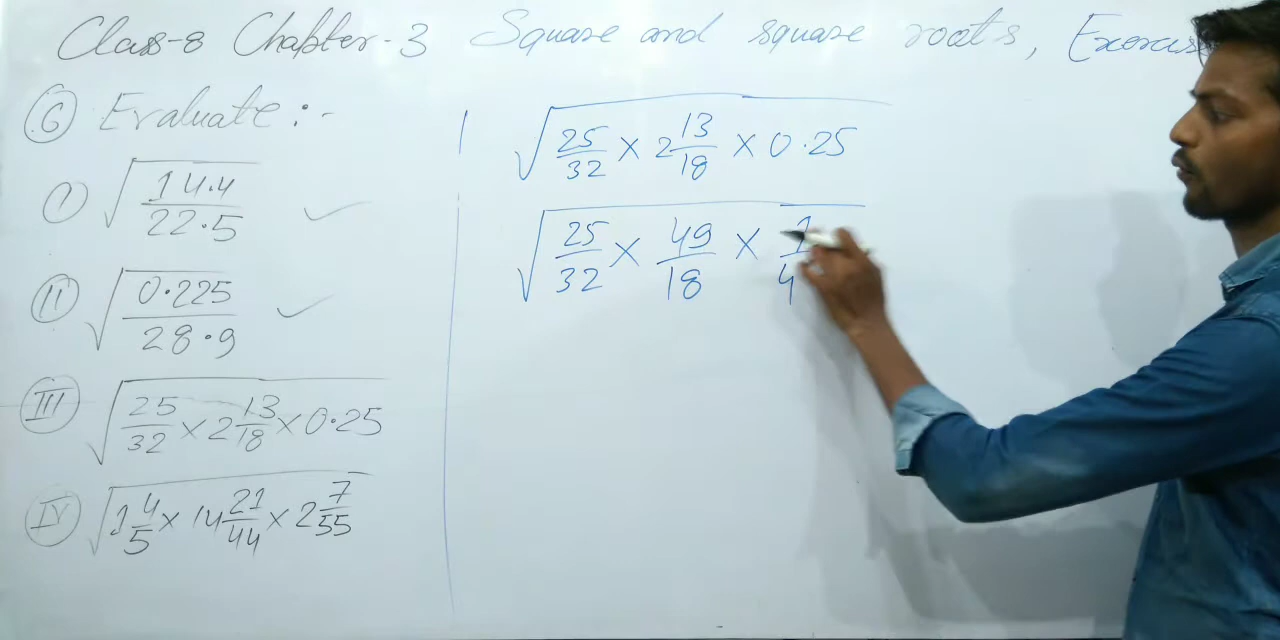 Class-8 Chapter-3 Square and square roots, Exercis
6 Evaluate :-
I √(14.4/22.5) ✓
II √(0.225/28.9) ✓
III √(25/32 × 2 13/18 × 0.25)
IV √(1 4/5 × 14 21/44 × 2 7/55)
√(25/32 × 2 13/18 × 0.25)
√(25/32 × 49/18 × 1/4)